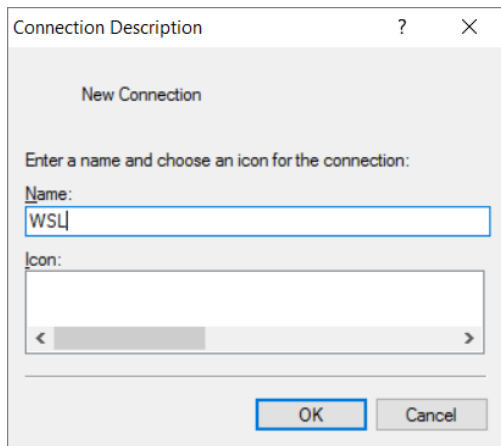 Connection Description ?
New Connection
Enter a name and choose an icon for the connection:
Name:
WSL
Icon:
OK Cancel